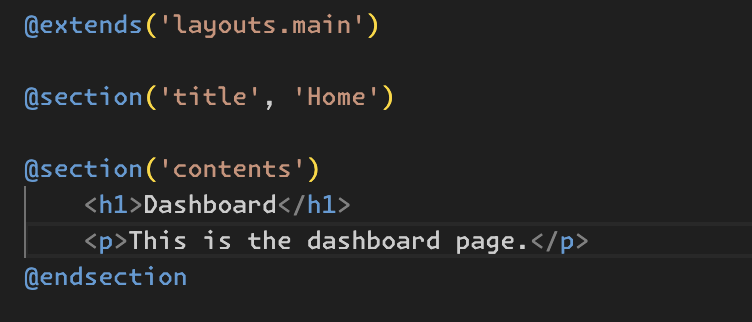 @extends('layouts.main')
@section('title', 'Home')
@section('contents')
<h1>Dashboard</h1>
<p>This is the dashboard page.</p>
@endsection